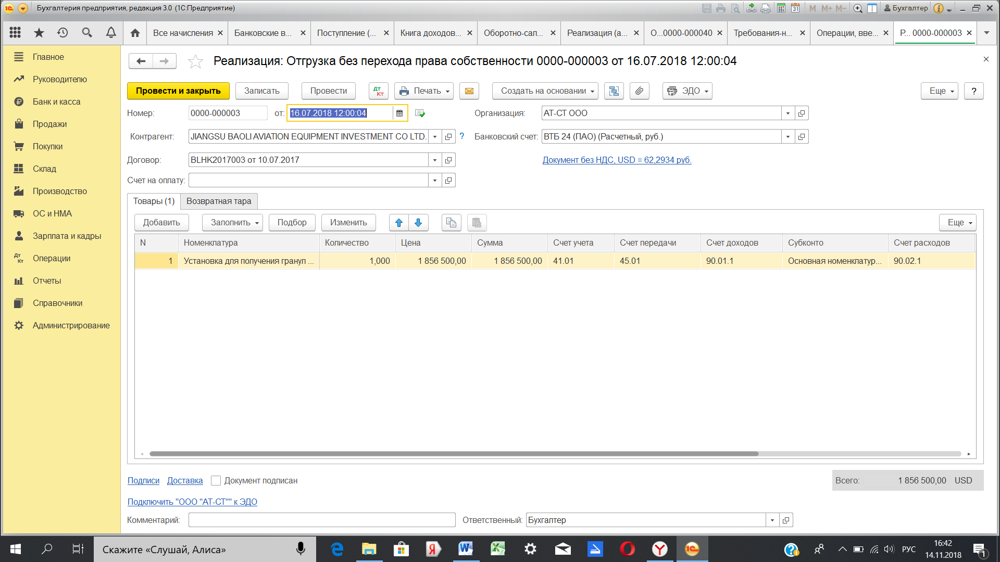 Бухгалтерия предприятия, редакция 3.0 (1С:Предприятие)
31 M M+ M- Бухгалтер
Все начисления Банковские в... Поступление (... Книга доходов... Оборотно-сал... Реализация (а... О...0000-000040 Требования-н... Операции, вве... Р... 0000-000003
Главное
Руководителю
Банк и касса
Продажи
Покупки
Склад
Производство
ОС и НМА
Зарплата и кадры
Дт Кт Операции
Отчеты
Справочники
Администрирование
Реализация: Отгрузка без перехода права собственности 0000-000003 от 16.07.2018 12:00:04
Провести и закрыть Записать Провести Дт Кт Печать Создать на основании ЭДО Еще ?
Номер: 0000-000003 от: 16.07.2018 12:00:04 Организация: АТ-СТ ООО
Контрагент: JIANGSU BAOLI AVIATION EQUIPMENT INVESTMENT CO LTD. ? Банковский счет: ВТБ 24 (ПАО) (Расчетный, руб.)
Договор: BLHK2017003 от 10.07.2017 Документ без НДС, USD = 62,2934 руб.
Счет на оплату:
Товары (1) Возвратная тара
Добавить Заполнить Подбор Изменить Еще
N Номенклатура Количество Цена Сумма Счет учета Счет передачи Счет доходов Субконто Счет расходов
1 Установка для получения гранул ... 1,000 1 856 500,00 1 856 500,00 41.01 45.01 90.01.1 Основная номенклатур... 90.02.1
Подписи Доставка Документ подписан Всего: 1 856 500,00 USD
Подключить "ООО "АТ-СТ"" к ЭДО
Комментарий: Ответственный: Бухгалтер
Скажите «Слушай, Алиса» РУС 16:42
14.11.2018 1